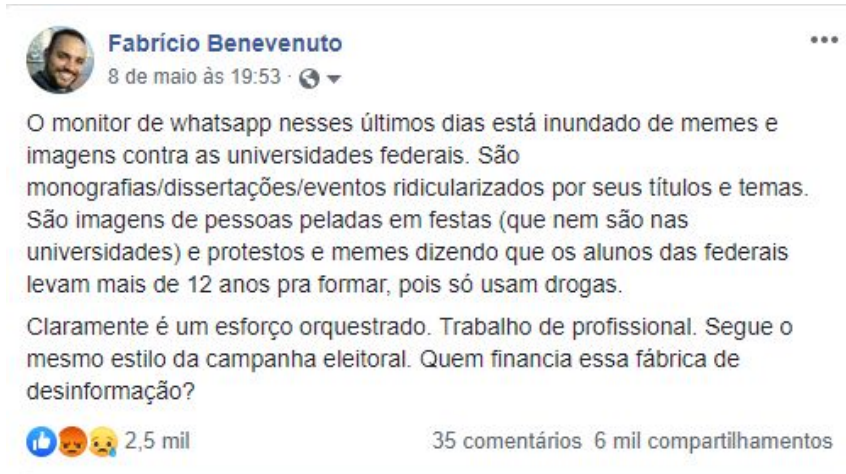 Fabrício Benevenuto
8 de maio às 19:53 ·
O monitor de whatsapp nesses últimos dias está inundado de memes e
imagens contra as universidades federais. São
monografias/dissertações/eventos ridicularizados por seus títulos e temas.
São imagens de pessoas peladas em festas (que nem são nas
universidades) e protestos e memes dizendo que os alunos das federais
levam mais de 12 anos pra formar, pois só usam drogas.
Claramente é um esforço orquestrado. Trabalho de profissional. Segue o
mesmo estilo da campanha eleitoral. Quem financia essa fábrica de
desinformação?
2,5 mil 35 comentários 6 mil compartilhamentos